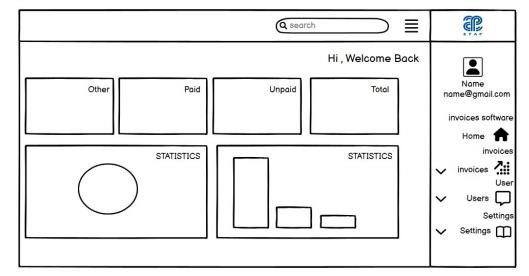 search
Hi , Welcome Back
Other
Paid
Unpaid
Total
STATISTICS
STATISTICS
Name
name@gmail.com
invoices software
Home
invoices
invoices
User
Users
Settings
Settings